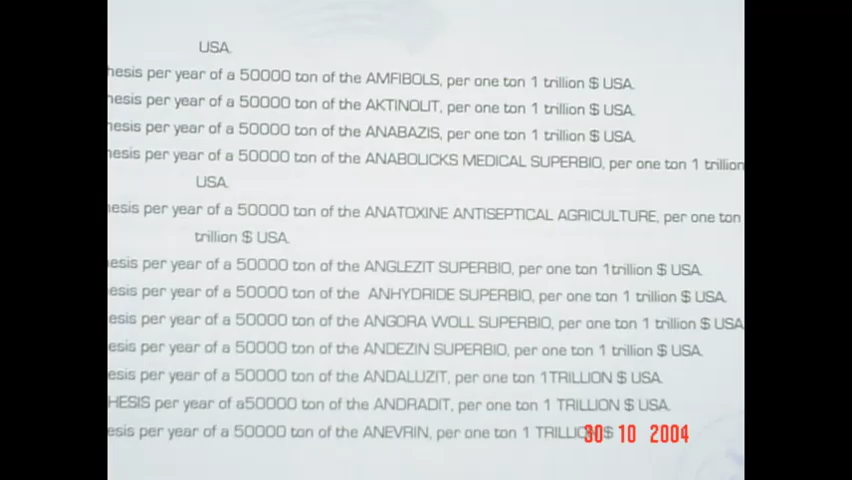 USA.
hesis per year of a 50000 ton of the AMFIBOLS, per one ton 1 trillion $ USA.
hesis per year of a 50000 ton of the AKTINOLIT, per one ton 1 trillion $ USA.
hesis per year of a 50000 ton of the ANABAZIS, per one ton 1 trillion $ USA.
hesis per year of a 50000 ton of the ANABOLICKS MEDICAL SUPERBIO, per one ton 1 trillion
USA.
esis per year of a 50000 ton of the ANATOXINE ANTISEPTICAL AGRICULTURE, per one ton
trillion $ USA.
esis per year of a 50000 ton of the ANGLEZIT SUPERBIO, per one ton 1trillion $ USA.
esis per year of a 50000 ton of the ANHYDRIDE SUPERBIO, per one ton 1 trillion $ USA.
esis per year of a 50000 ton of the ANGORA WOLL SUPERBIO, per one ton 1 trillion $ USA
esis per year of a 50000 ton of the ANDEZIN SUPERBIO, per one ton 1 trillion $ USA.
esis per year of a 50000 ton of the ANDALUZIT, per one ton 1TRILLION $ USA.
HESIS per year of a50000 ton of the ANDRADIT, per one ton 1 TRILLION $ USA.
esis per year of a 50000 ton of the ANEVRIN, per one ton 1 TRILLION $
30 10 2004